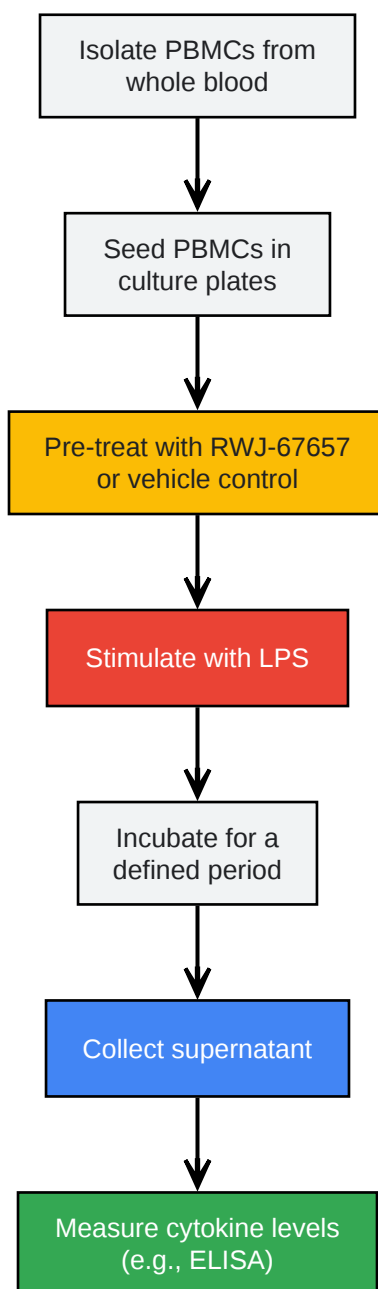 Isolate PBMCs from
whole blood
Seed PBMCs in
culture plates
Pre-treat with RWJ-67657
or vehicle control
Stimulate with LPS
Incubate for a
defined period
Collect supernatant
Measure cytokine levels
(e.g., ELISA)